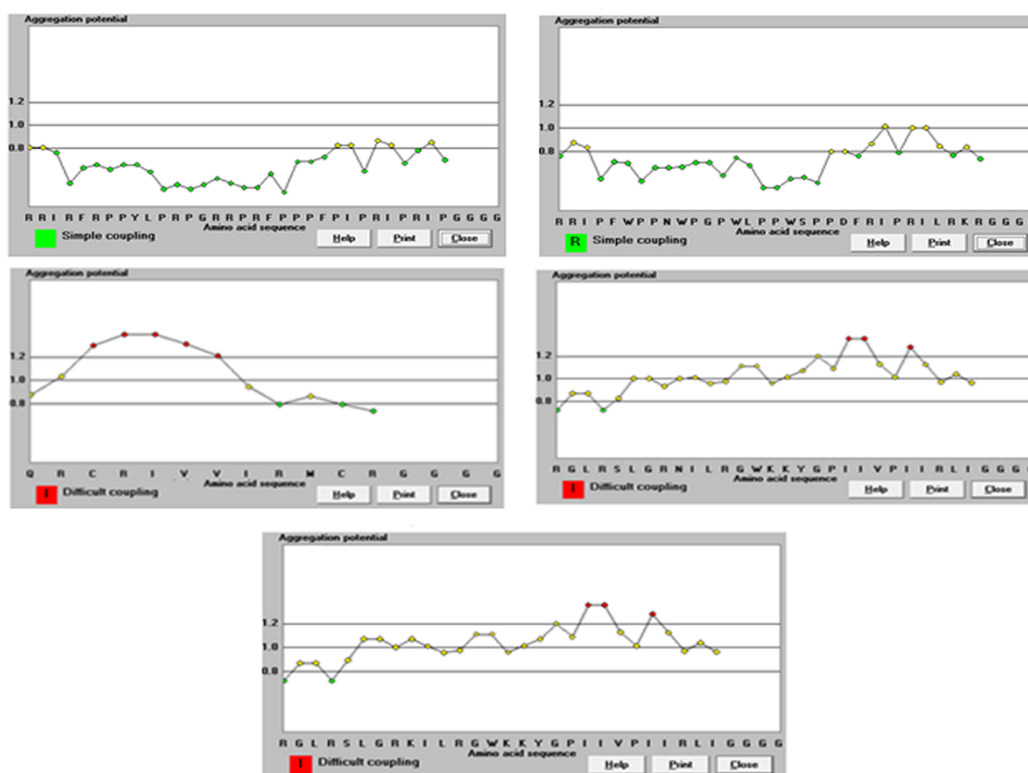 Aggregation potential
1.2
1.0
0.8
R R I R F R P P Y L P R P G R R P R F P P P F P I P R I P R I P G G G G
Amino acid sequence
Simple coupling
Help Print Close
Aggregation potential
1.2
1.0
0.8
R R I P F W P P N W P G P W L P P W S P P D F R I P R I L R K R G G G
Amino acid sequence
R Simple coupling
Help Print Close
Aggregation potential
1.2
1.0
0.8
Q R C R I V V I R W C R G G G G
Amino acid sequence
I Difficult coupling
Help Print Close
Aggregation potential
1.2
1.0
0.8
R G L R S L G R N I L R G W K K Y G P I I V P I I R L I G G G
Amino acid sequence
I Difficult coupling
Help Print Close
Aggregation potential
1.2
1.0
0.8
R G L R S L G R K I L R G W K K Y G P I I V P I I R L I G G G G
Amino acid sequence
I Difficult coupling
Help Print Close